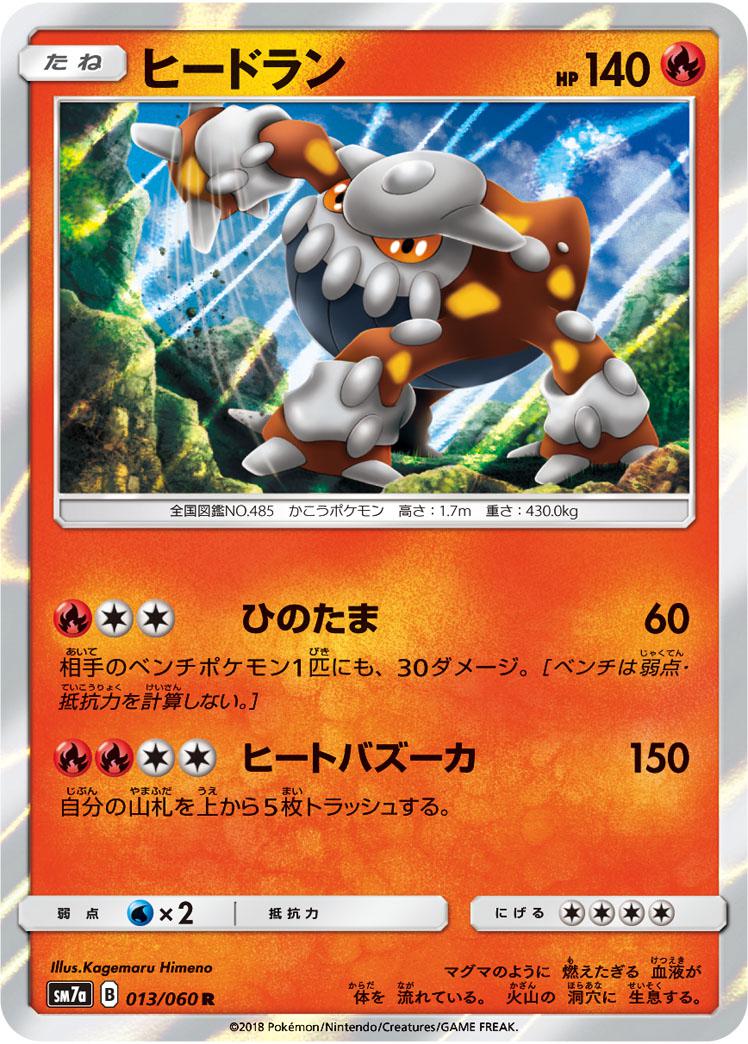 たね ヒードラン HP 140
全国図鑑NO.485 かこうポケモン 高さ:1.7m 重さ:430.0kg
ひのたま 60
相手のベンチポケモン1匹にも、30ダメージ。[ベンチは弱点・
抵抗力を計算しない。]
ヒートバズーカ 150
自分の山札を上から5枚トラッシュする。
弱点 ×2 抵抗力 にげる
Illus.Kagemaru Himeno
マグマのように 燃えたぎる 血液が
体を 流れている。火山の 洞穴に 生息する。
sm7a B 013/060 R
©2018 Pokémon/Nintendo/Creatures/GAME FREAK.